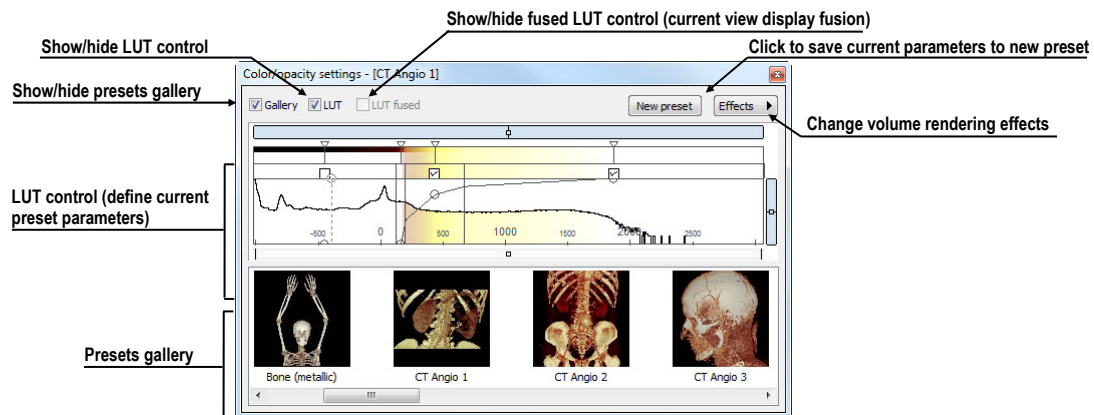 Show/hide fused LUT control (current view display fusion)
Show/hide LUT control
Click to save current parameters to new preset
Color/opacity settings - [CT Angio 1]
Show/hide presets gallery
Gallery LUT LUT fused New preset Effects
Change volume rendering effects
LUT control (define current
preset parameters)
-500 0 500 1000 1500 2000 2500
Presets gallery
Bone (metallic) CT Angio 1 CT Angio 2 CT Angio 3